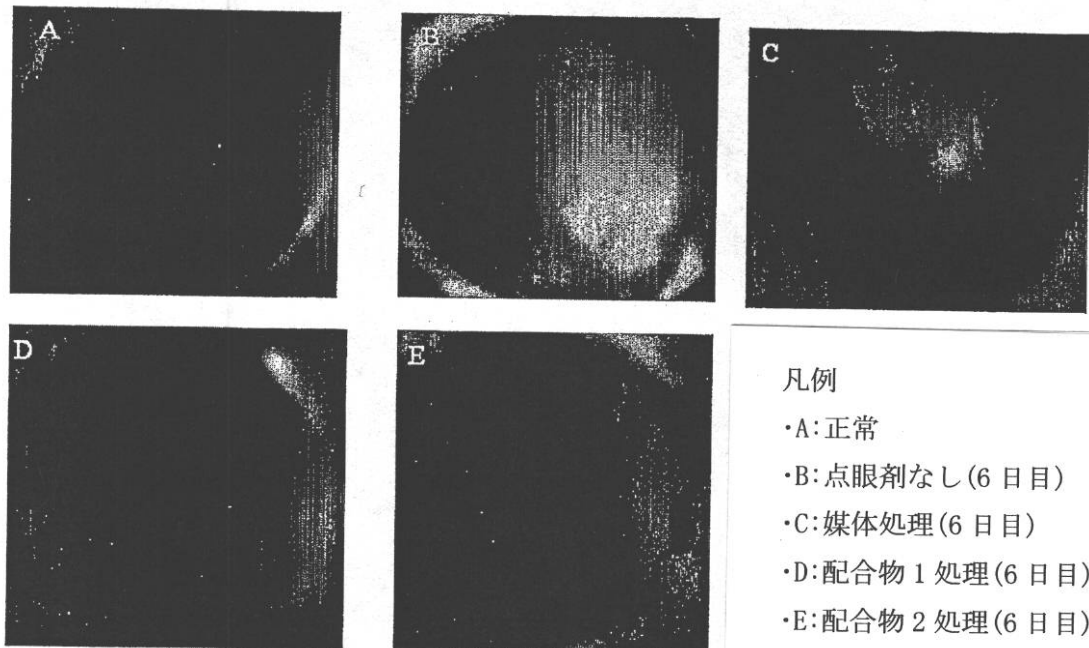 A
B
C
D
E
凡例
・A:正常
・B:点眼剤なし(6日目)
・C:媒体処理(6日目)
・D:配合物1処理(6日目)
・E:配合物2処理(6日目)